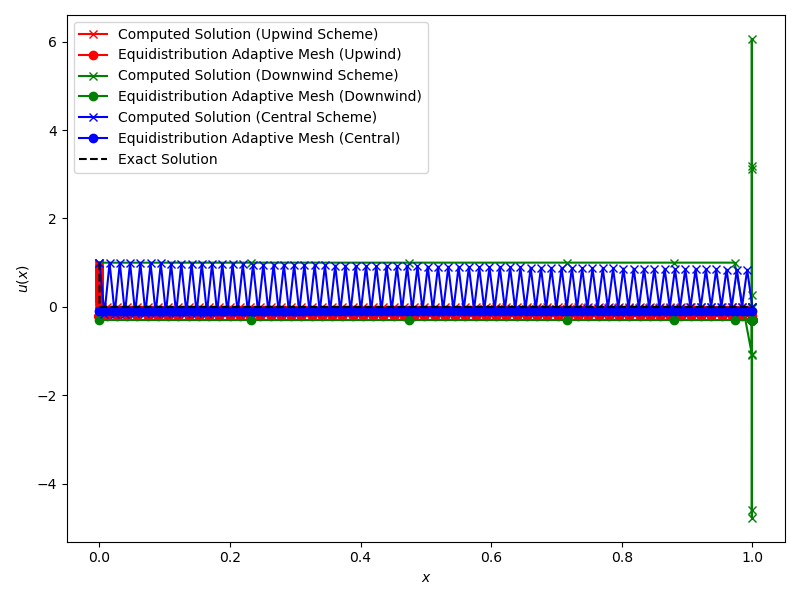 Computed Solution (Upwind Scheme)
Equidistribution Adaptive Mesh (Upwind)
Computed Solution (Downwind Scheme)
Equidistribution Adaptive Mesh (Downwind)
Computed Solution (Central Scheme)
Equidistribution Adaptive Mesh (Central)
Exact Solution
6
4
2
0
−2
−4
u(x)
0.0 0.2 0.4 0.6 0.8 1.0
x